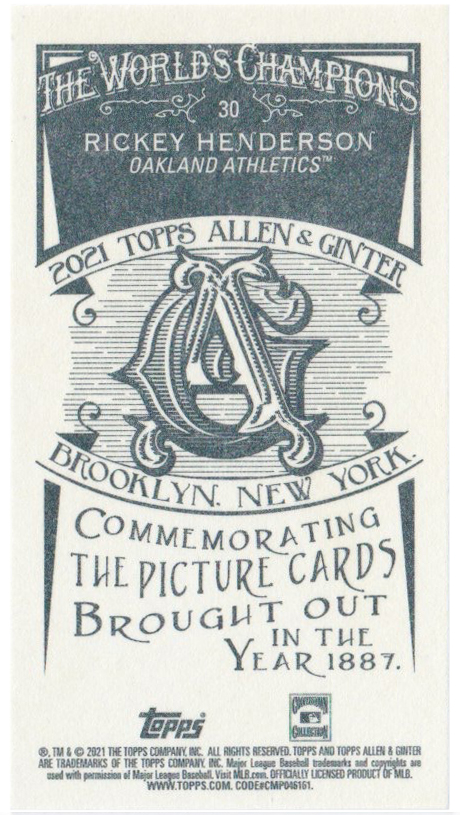 THE WORLD'S CHAMPIONS
30
RICKEY HENDERSON
OAKLAND ATHLETICS™
2021 TOPPS ALLEN & GINTER
AG
BROOKLYN. NEW YORK.
COMMEMORATING
THE PICTURE CARDS
BROUGHT OUT
IN THE
YEAR 1887.
topps®
COOPERSTOWN
COLLECTION
®, TM & © 2021 THE TOPPS COMPANY, INC. ALL RIGHTS RESERVED. TOPPS AND TOPPS ALLEN & GINTER
ARE TRADEMARKS OF THE TOPPS COMPANY, INC. Major League Baseball trademarks and copyrights are
used with permission of Major League Baseball. Visit MLB.com. OFFICIALLY LICENSED PRODUCT OF MLB.
WWW.TOPPS.COM. CODE#CMP046161.